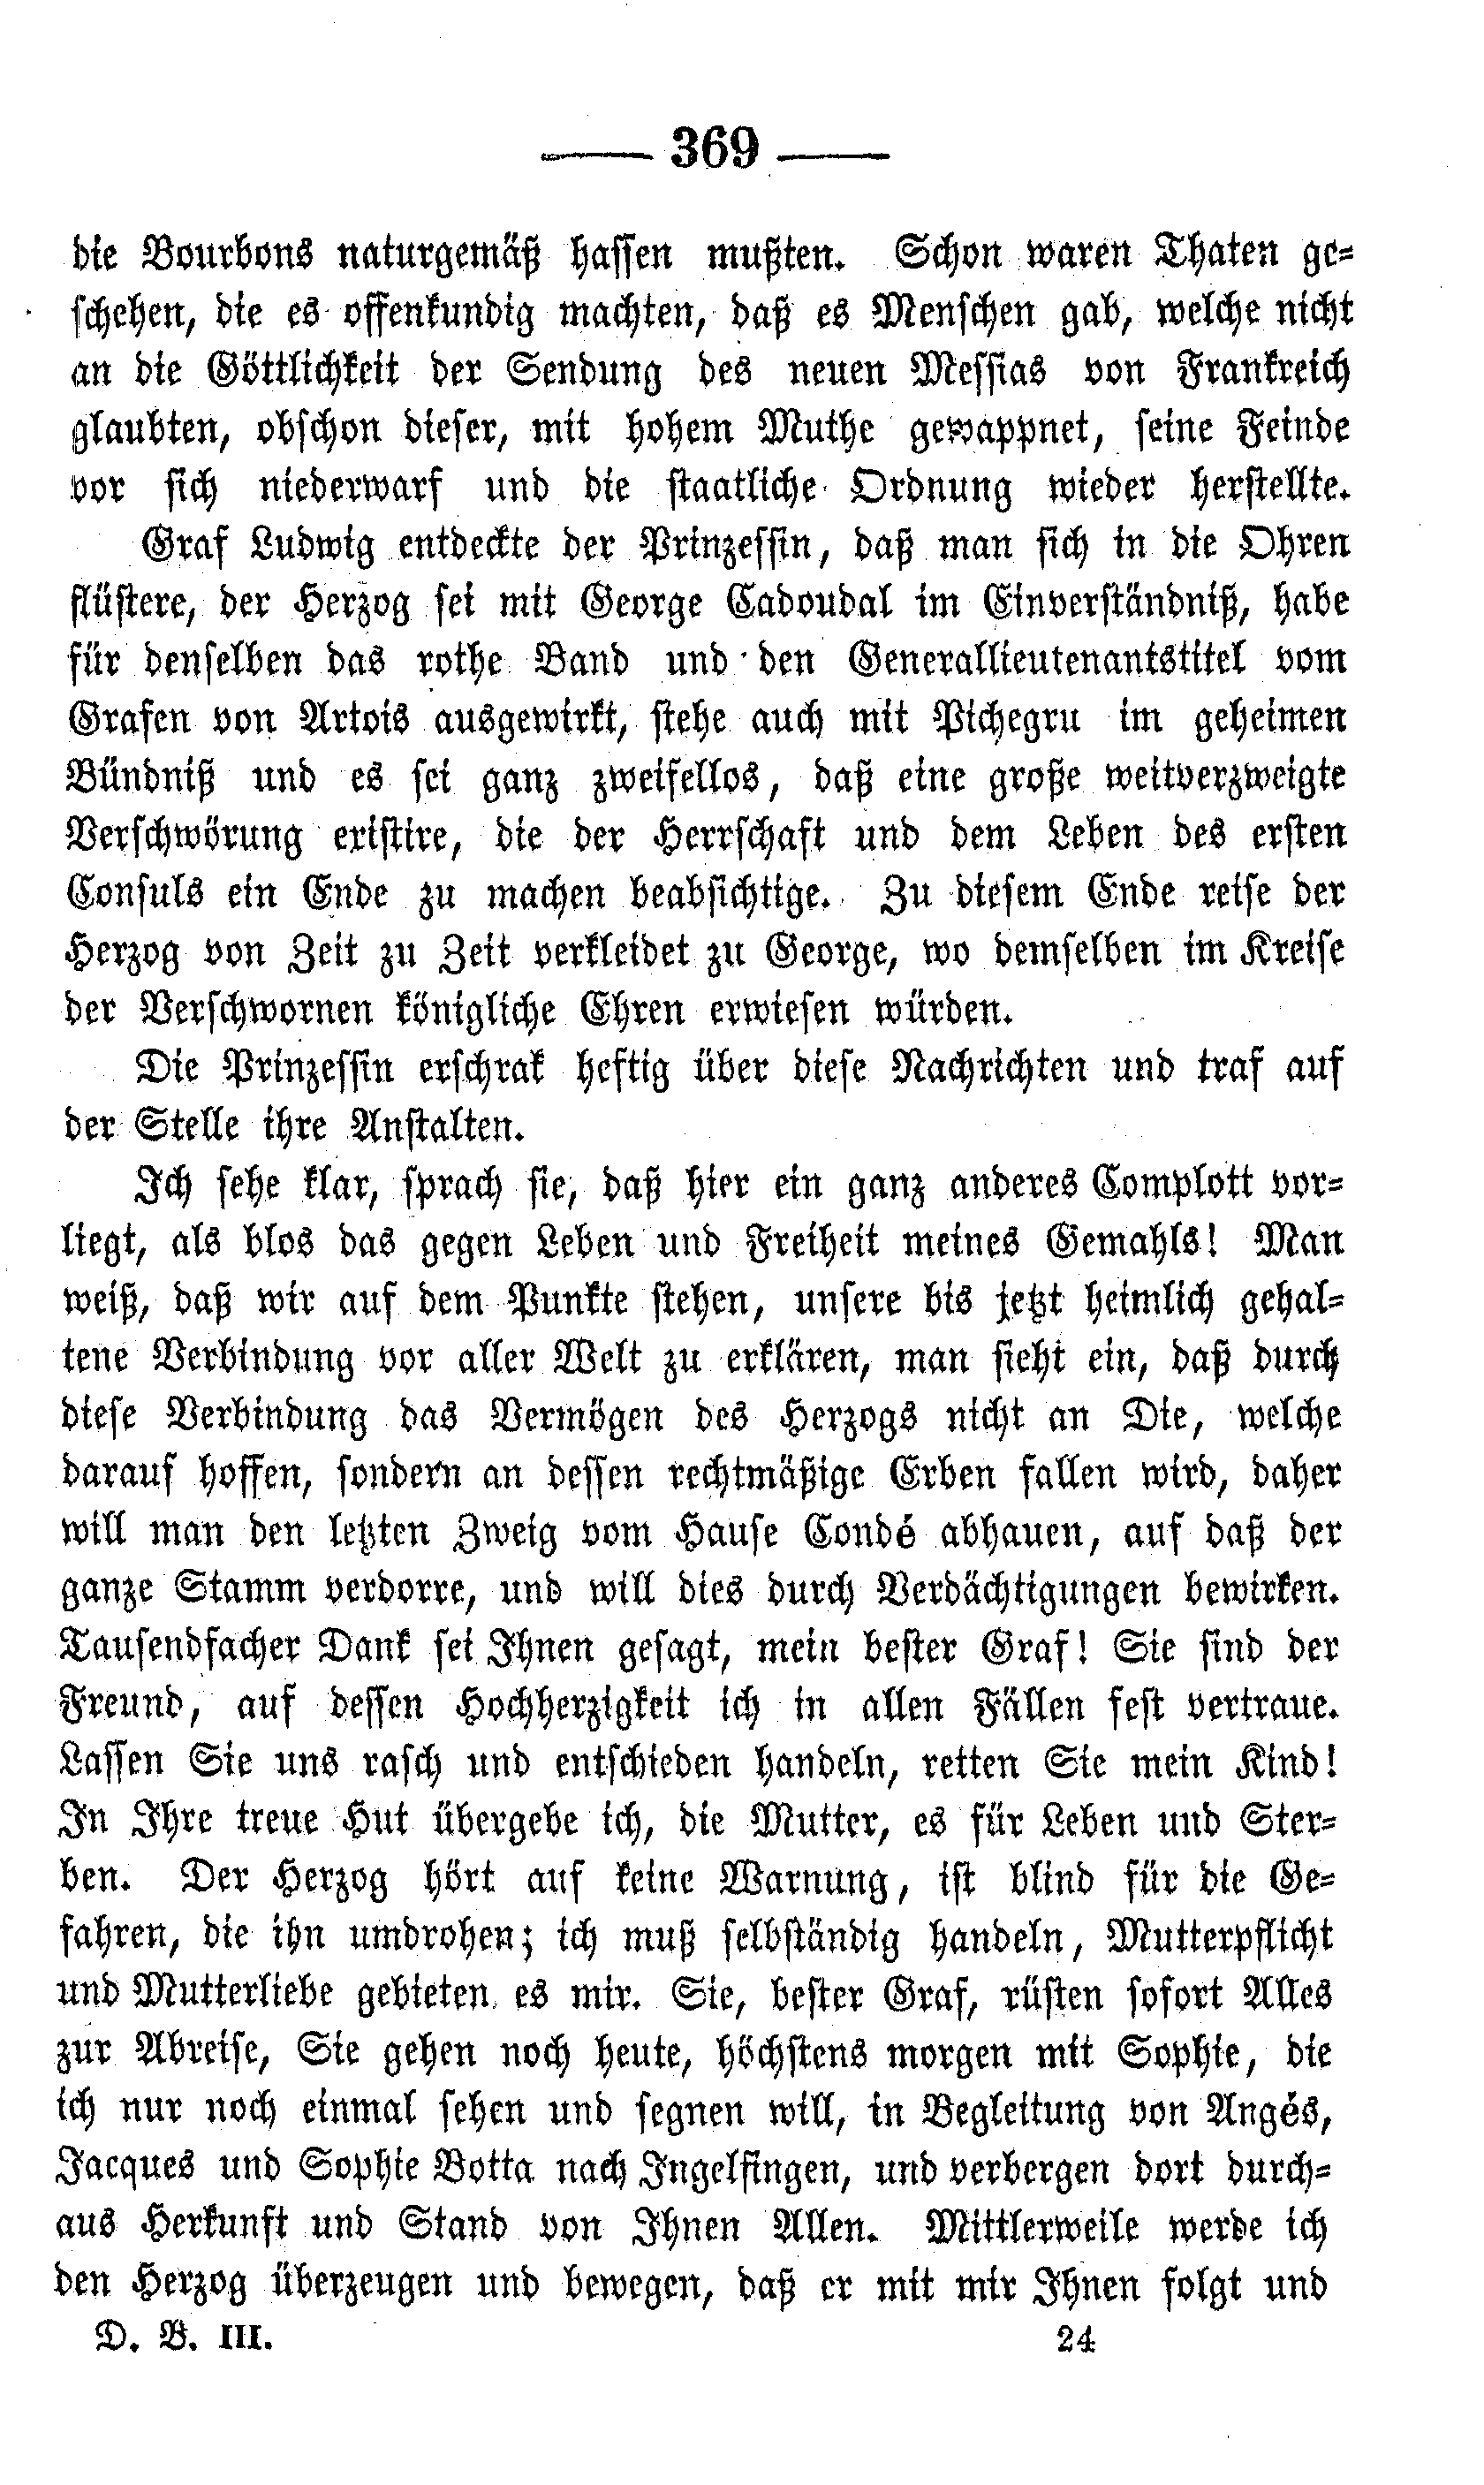 369
die Bourbons naturgemäß hassen mußten. Schon waren Thaten ge-
schehen, die es offenkundig machten, daß es Menschen gab, welche nicht
an die Göttlichkeit der Sendung des neuen Messias von Frankreich
glaubten, obschon dieser, mit hohem Muthe gewappnet, seine Feinde
vor sich niederwarf und die staatliche Ordnung wieder herstellte.
Graf Ludwig entdeckte der Prinzessin, daß man sich in die Ohren
flüstere, der Herzog sei mit George Cadoudal im Einverständniß, habe
für denselben das rothe Band und den Generallieutenantstitel vom
Grafen von Artois ausgewirkt, stehe auch mit Pichegru im geheimen
Bündniß und es sei ganz zweifellos, daß eine große weitverzweigte
Verschwörung existire, die der Herrschaft und dem Leben des ersten
Consuls ein Ende zu machen beabsichtige. Zu diesem Ende reise der
Herzog von Zeit zu Zeit verkleidet zu George, wo demselben im Kreise
der Verschwornen königliche Ehren erwiesen würden.
Die Prinzessin erschrak heftig über diese Nachrichten und traf auf
der Stelle ihre Anstalten.
Ich sehe klar, sprach sie, daß hier ein ganz anderes Complott vor-
liegt, als blos das gegen Leben und Freiheit meines Gemahls! Man
weiß, daß wir auf dem Punkte stehen, unsere bis jetzt heimlich gehal-
tene Verbindung vor aller Welt zu erklären, man sieht ein, daß durch
diese Verbindung das Vermögen des Herzogs nicht an Die, welche
darauf hoffen, sondern an dessen rechtmäßige Erben fallen wird, daher
will man den letzten Zweig vom Hause Condé abhauen, auf daß der
ganze Stamm verdorre, und will dies durch Verdächtigungen bewirken.
Tausendfacher Dank sei Ihnen gesagt, mein bester Graf! Sie sind der
Freund, auf dessen Hochherzigkeit ich in allen Fällen fest vertraue.
Lassen Sie uns rasch und entschieden handeln, retten Sie mein Kind!
In Ihre treue Hut übergebe ich, die Mutter, es für Leben und Ster-
ben. Der Herzog hört auf keine Warnung, ist blind für die Ge-
fahren, die ihn umdrohen; ich muß selbständig handeln, Mutterpflicht
und Mutterliebe gebieten es mir. Sie, bester Graf, rüsten sofort Alles
zur Abreise, Sie gehen noch heute, höchstens morgen mit Sophie, die
ich nur noch einmal sehen und segnen will, in Begleitung von Angés,
Jacques und Sophie Botta nach Ingelfingen, und verbergen dort durch-
aus Herkunft und Stand von Ihnen Allen. Mittlerweile werde ich
den Herzog überzeugen und bewegen, daß er mit mir Ihnen folgt und
D. B. III. 24